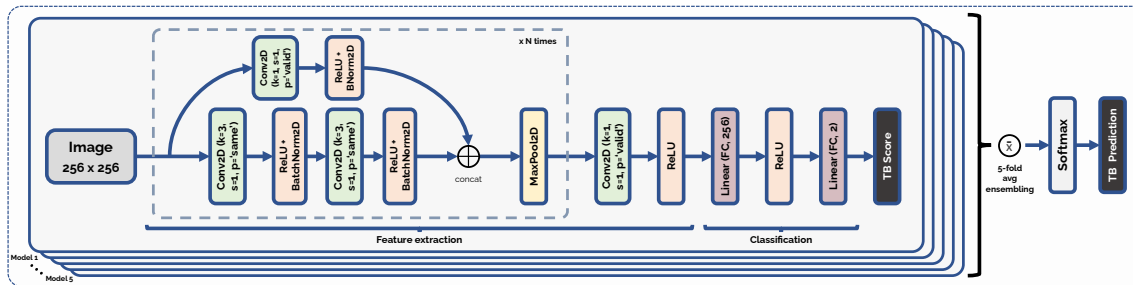 x N times
Conv2D
(k=1, s=1,
p='valid')
ReLU +
BNorm2D
Image
256 x 256
Conv2D (k=3,
s=1, p='same')
ReLU +
BatchNorm2D
Conv2D (k=3,
s=1, p='same')
ReLU +
BatchNorm2D
concat
MaxPool2D
Conv2D (k=1,
s=1, p='valid')
ReLU
Linear (FC, 256)
ReLU
Linear (FC, 2)
TB Score
x̄
5-fold
avg
ensembling
Softmax
TB Prediction
Feature extraction
Classification
Model 1
Model 5